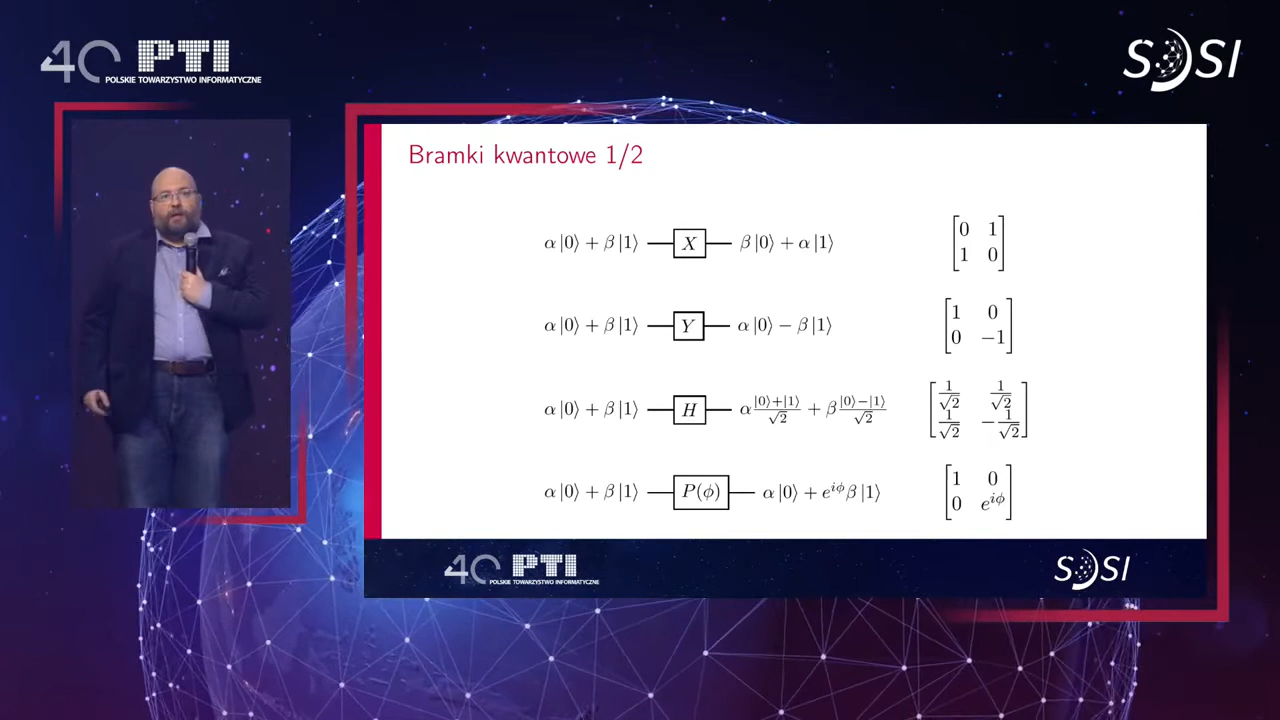 40 PTI
POLSKIE TOWARZYSTWO INFORMATYCZNE
SOSI
Bramki kwantowe 1/2
α|0⟩ + β|1⟩ X β|0⟩ + α|1⟩ [0 1
1 0]
α|0⟩ + β|1⟩ Y α|0⟩ − β|1⟩ [1 0
0 −1]
α|0⟩ + β|1⟩ H α (|0⟩+|1⟩)/√2 + β (|0⟩−|1⟩)/√2 [1/√2 1/√2
1/√2 −1/√2]
α|0⟩ + β|1⟩ P(ϕ) α|0⟩ + e^{iϕ}β|1⟩ [1 0
0 e^{iϕ}]
40 PTI
POLSKIE TOWARZYSTWO INFORMATYCZNE
SOSI